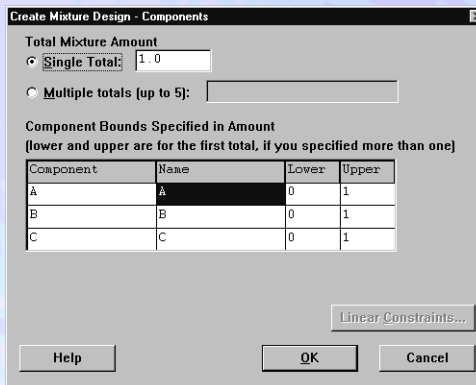 Create Mixture Design - Components
Total Mixture Amount
Single Total: 1.0
Multiple totals (up to 5):
Component Bounds Specified in Amount
(lower and upper are for the first total, if you specified more than one)
Component Name Lower Upper
A A 0 1
B B 0 1
C C 0 1
Linear Constraints...
Help OK Cancel